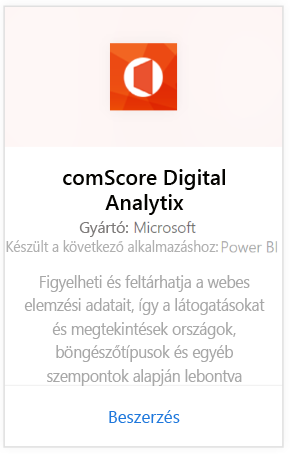 comScore Digital
Analytix
Gyártó: Microsoft
Készült a következő alkalmazáshoz: Power BI
Figyelheti és feltárhatja a webes
elemzési adatait, így a látogatásokat
és megtekintések országok,
böngészőtípusok és egyéb
szempontok alapján lebontva
Beszerzés